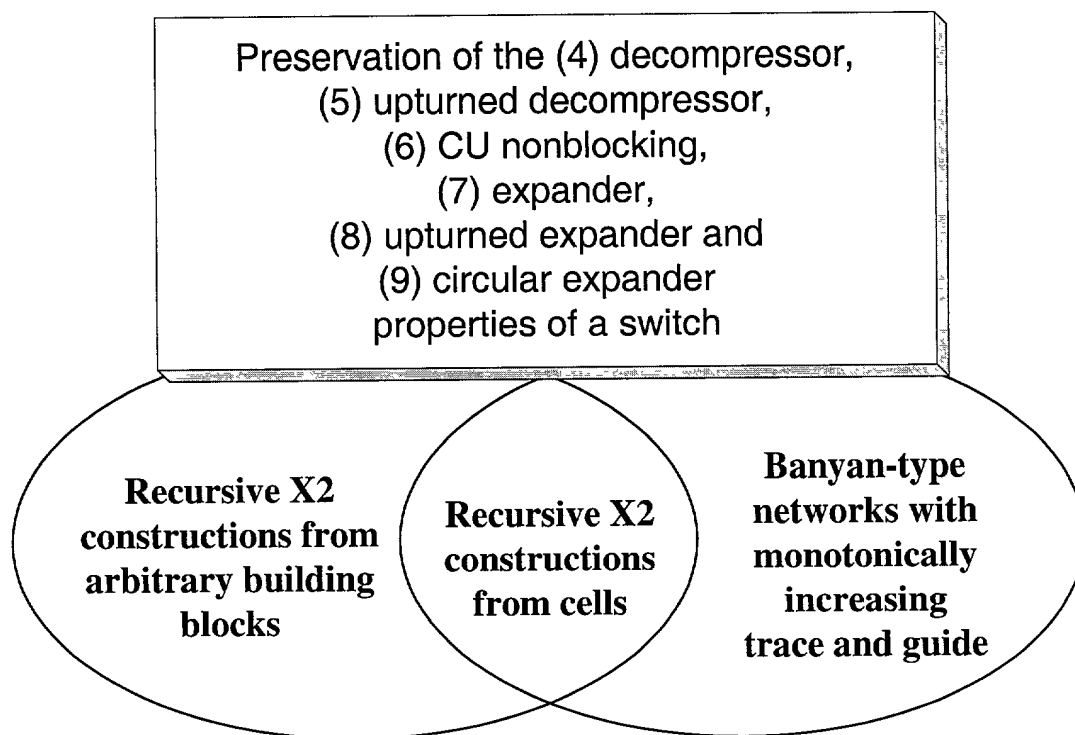 Preservation of the (4) decompressor,
(5) upturned decompressor,
(6) CU nonblocking,
(7) expander,
(8) upturned expander and
(9) circular expander
properties of a switch
Recursive X2
constructions from
arbitrary building
blocks
Recursive X2
constructions
from cells
Banyan-type
networks with
monotonically
increasing
trace and guide